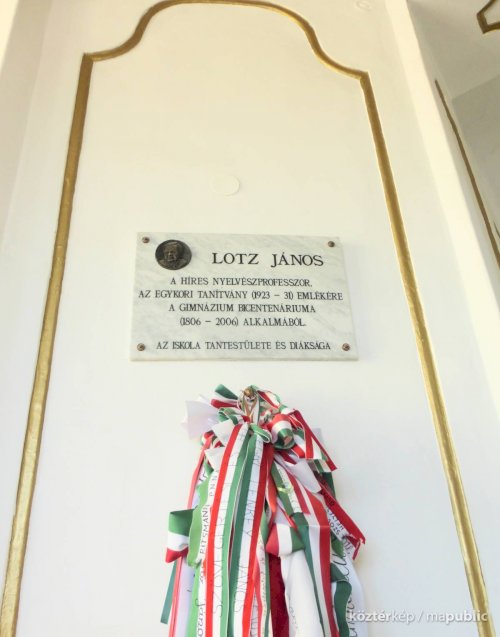 LOTZ JÁNOS
A HÍRES NYELVÉSZPROFESSZOR,
AZ EGYKORI TANÍTVÁNY (1923 - 31) EMLÉKÉRE
A GIMNÁZIUM BICENTENÁRIUMA
(1806 - 2006) ALKALMÁBÓL.
AZ ISKOLA TANTESTÜLETE ÉS DIÁKSÁGA
köztérkép / mapublic